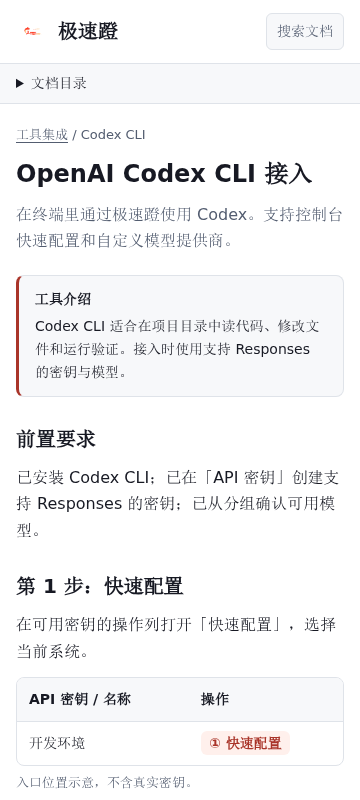 极速蹬
搜索文档
▶ 文档目录
工具集成 / Codex CLI
OpenAI Codex CLI 接入
在终端里通过极速蹬使用 Codex。支持控制台
快速配置和自定义模型提供商。
工具介绍
Codex CLI 适合在项目目录中读代码、修改文
件和运行验证。接入时使用支持 Responses
的密钥与模型。
前置要求
已安装 Codex CLI；已在「API 密钥」创建支
持 Responses 的密钥；已从分组确认可用模
型。
第 1 步：快速配置
在可用密钥的操作列打开「快速配置」，选择
当前系统。
API 密钥 / 名称 操作
开发环境 ① 快速配置
入口位置示意，不含真实密钥。